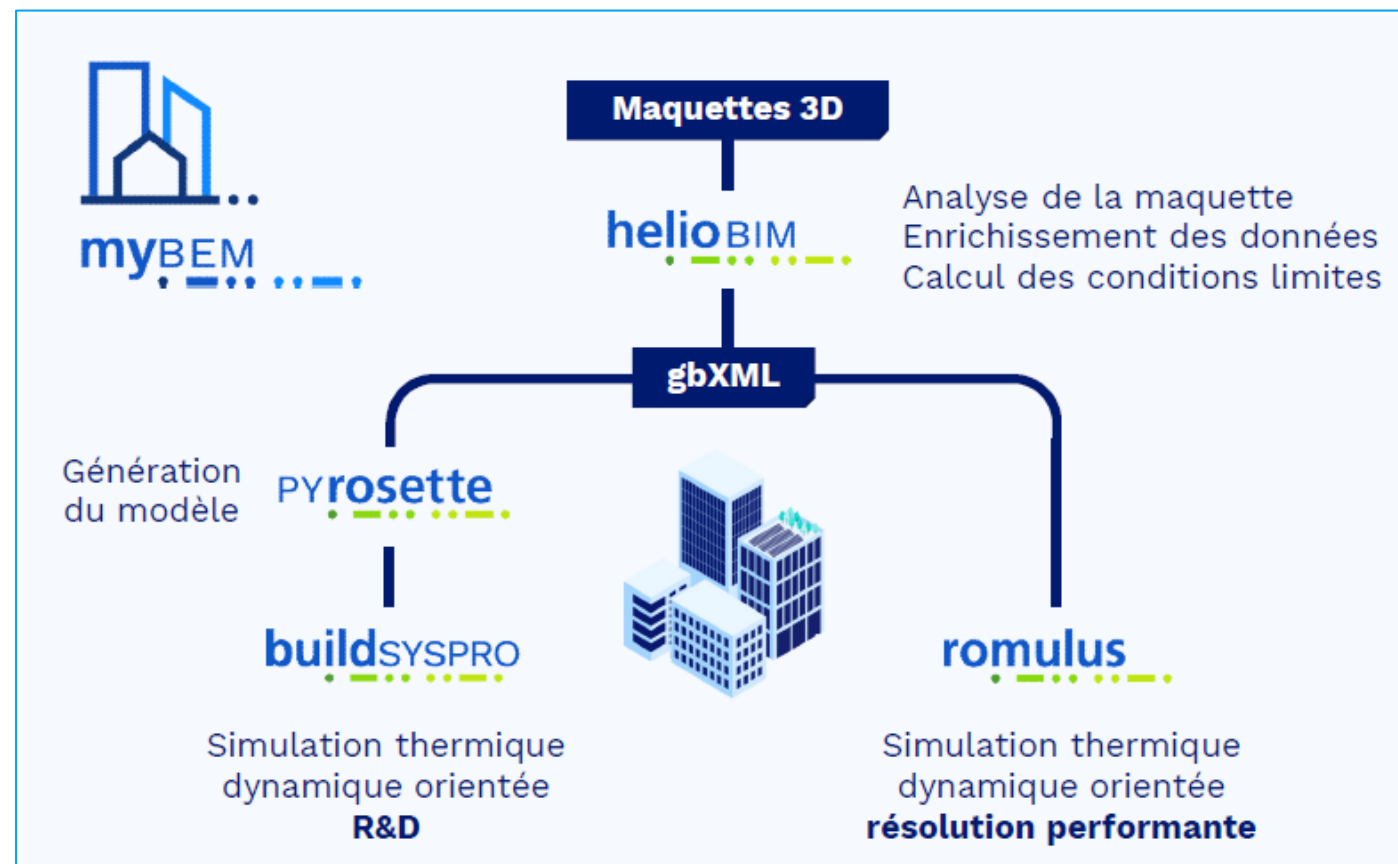 Maquettes 3D
myBEM
helioBIM
Analyse de la maquette
Enrichissement des données
Calcul des conditions limites
gbXML
Génération
du modèle
PYrosette
buildSYSPRO
romulus
Simulation thermique
dynamique orientée
R&D
Simulation thermique
dynamique orientée
résolution performante